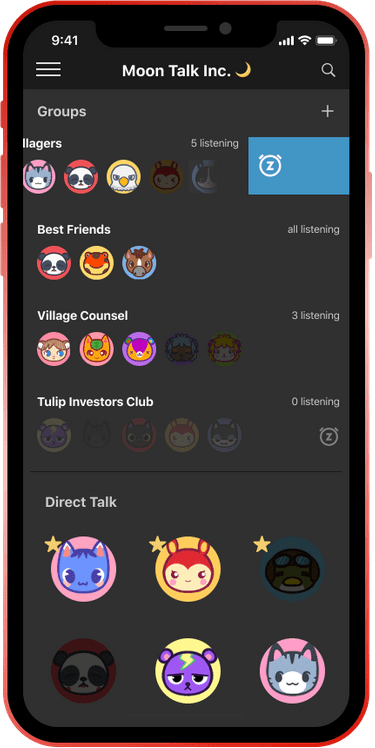 9:41
Moon Talk Inc. 🌙
Groups
llagers
5 listening
Best Friends
all listening
Village Counsel
3 listening
Tulip Investors Club
0 listening
Direct Talk